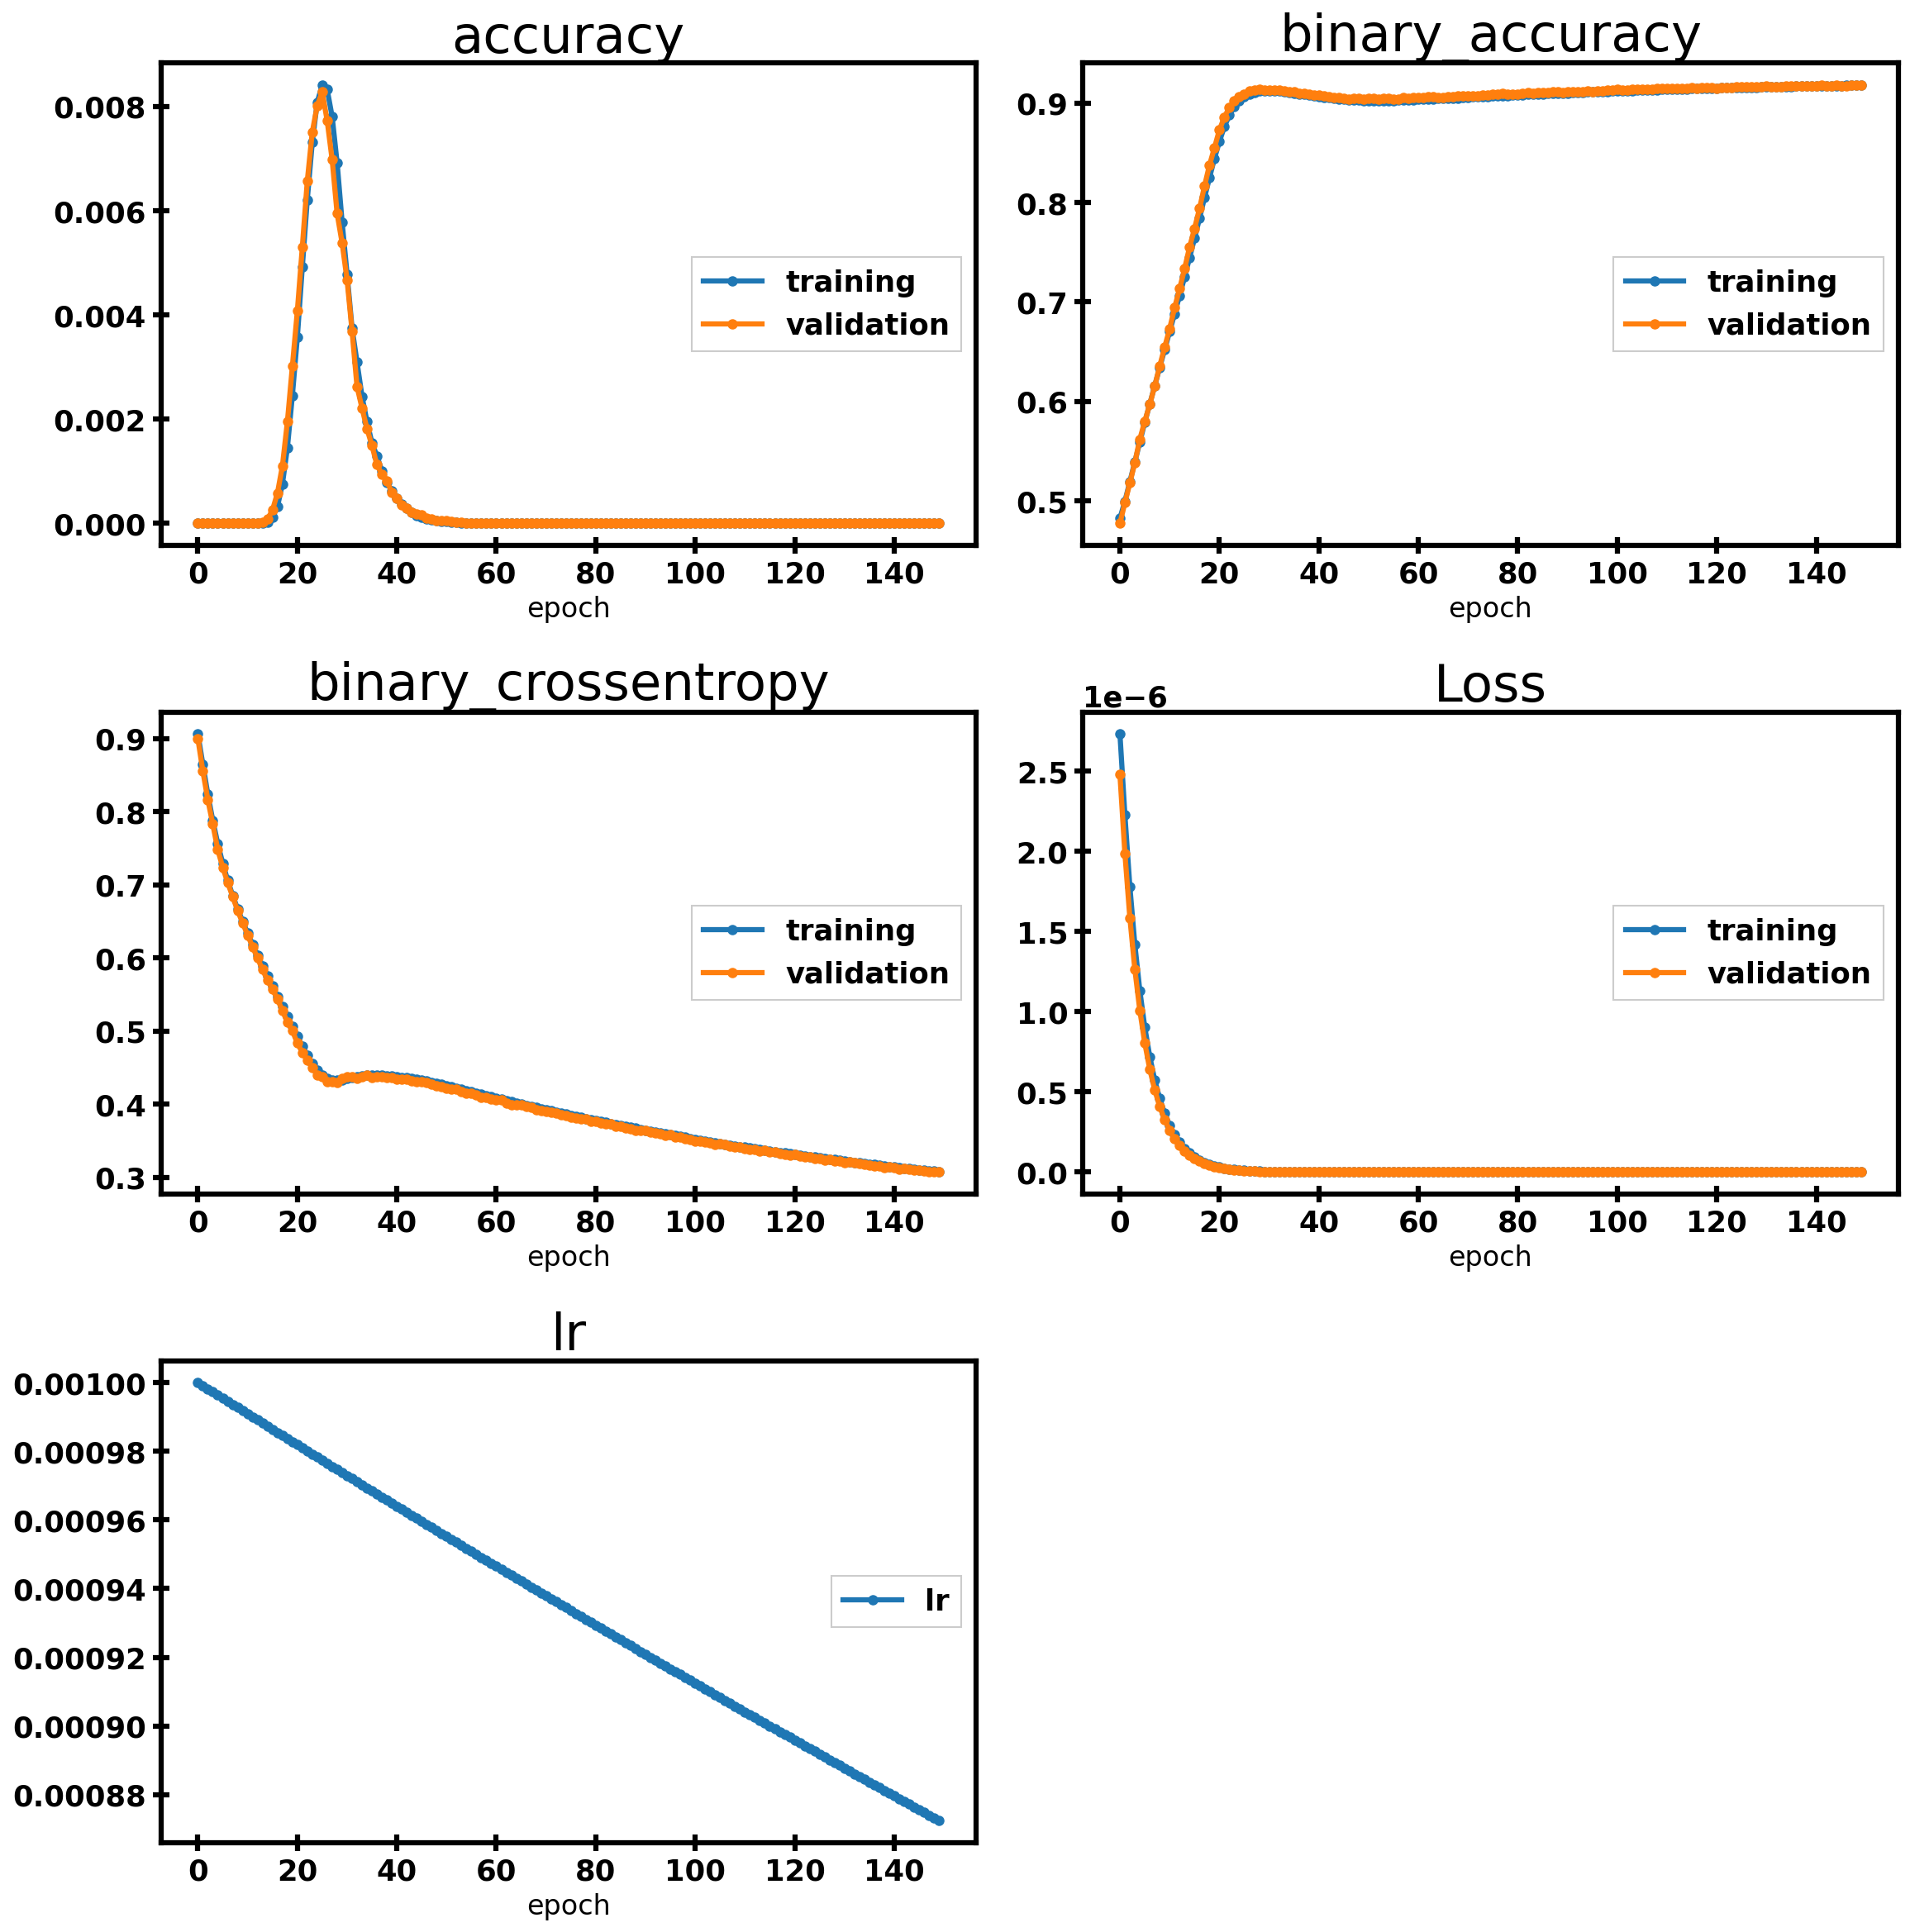 accuracy
0.008
0.006
0.004
0.002
0.000
training
validation
0 20 40 60 80 100 120 140
epoch
binary_accuracy
0.9
0.8
0.7
0.6
0.5
training
validation
0 20 40 60 80 100 120 140
epoch
binary_crossentropy
0.9
0.8
0.7
0.6
0.5
0.4
0.3
training
validation
0 20 40 60 80 100 120 140
epoch
Loss
1e−6
2.5
2.0
1.5
1.0
0.5
0.0
training
validation
0 20 40 60 80 100 120 140
epoch
lr
0.00100
0.00098
0.00096
0.00094
0.00092
0.00090
0.00088
lr
0 20 40 60 80 100 120 140
epoch